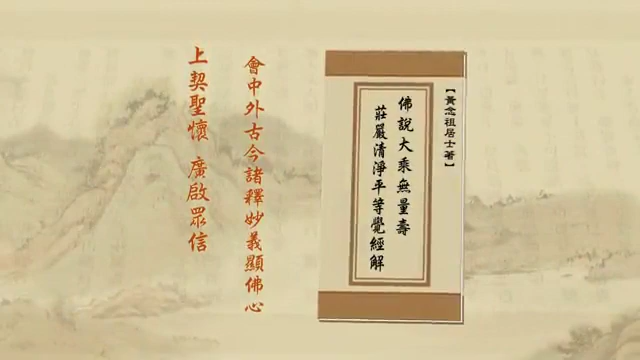 【黃念祖居士著】
佛說大乘無量壽
莊嚴清淨平等覺經解
會中外古今諸釋妙義顯佛心
上契聖懷 廣啟眾信